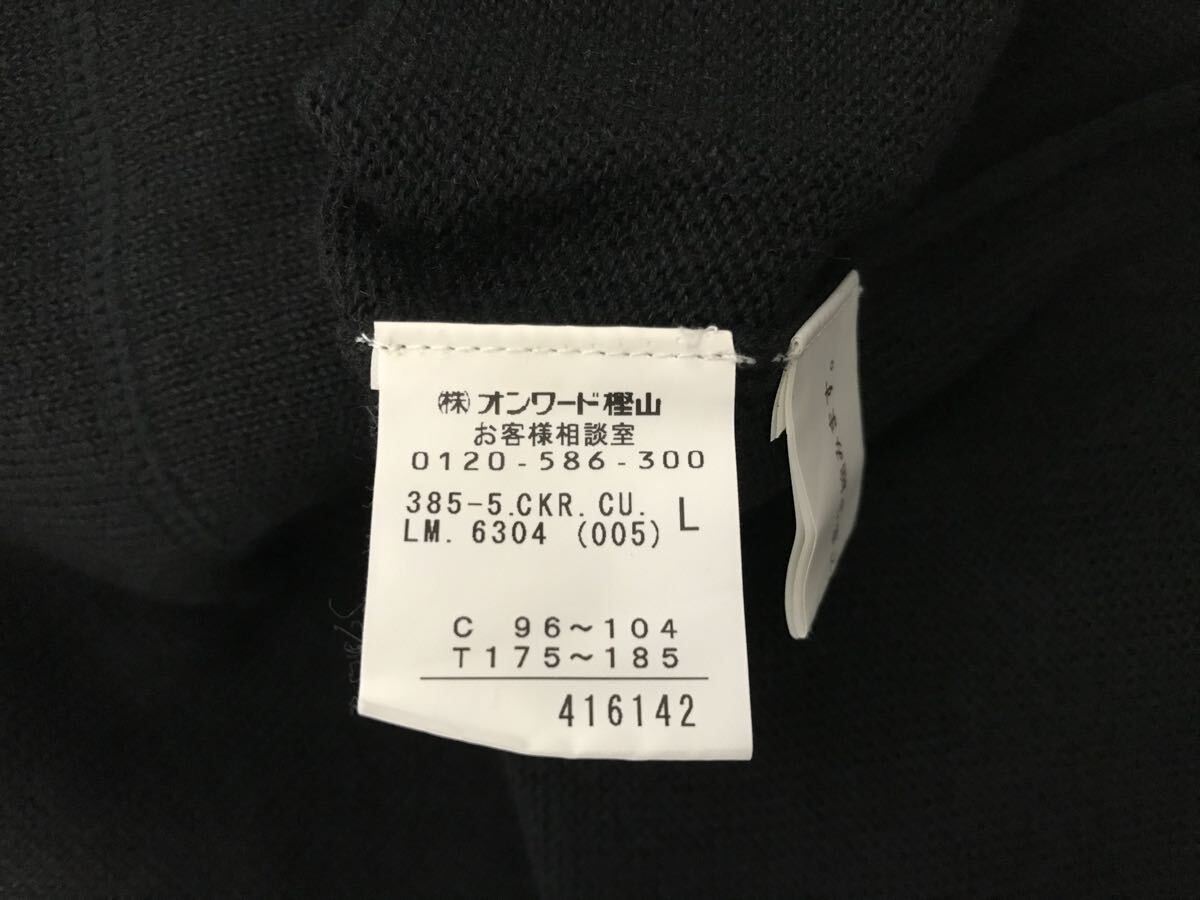 ㈱オンワード樫山
お客様相談室
0120-586-300
385-5.CKR.CU. L
LM. 6304 (005)
C 96～104
T175～185
416142